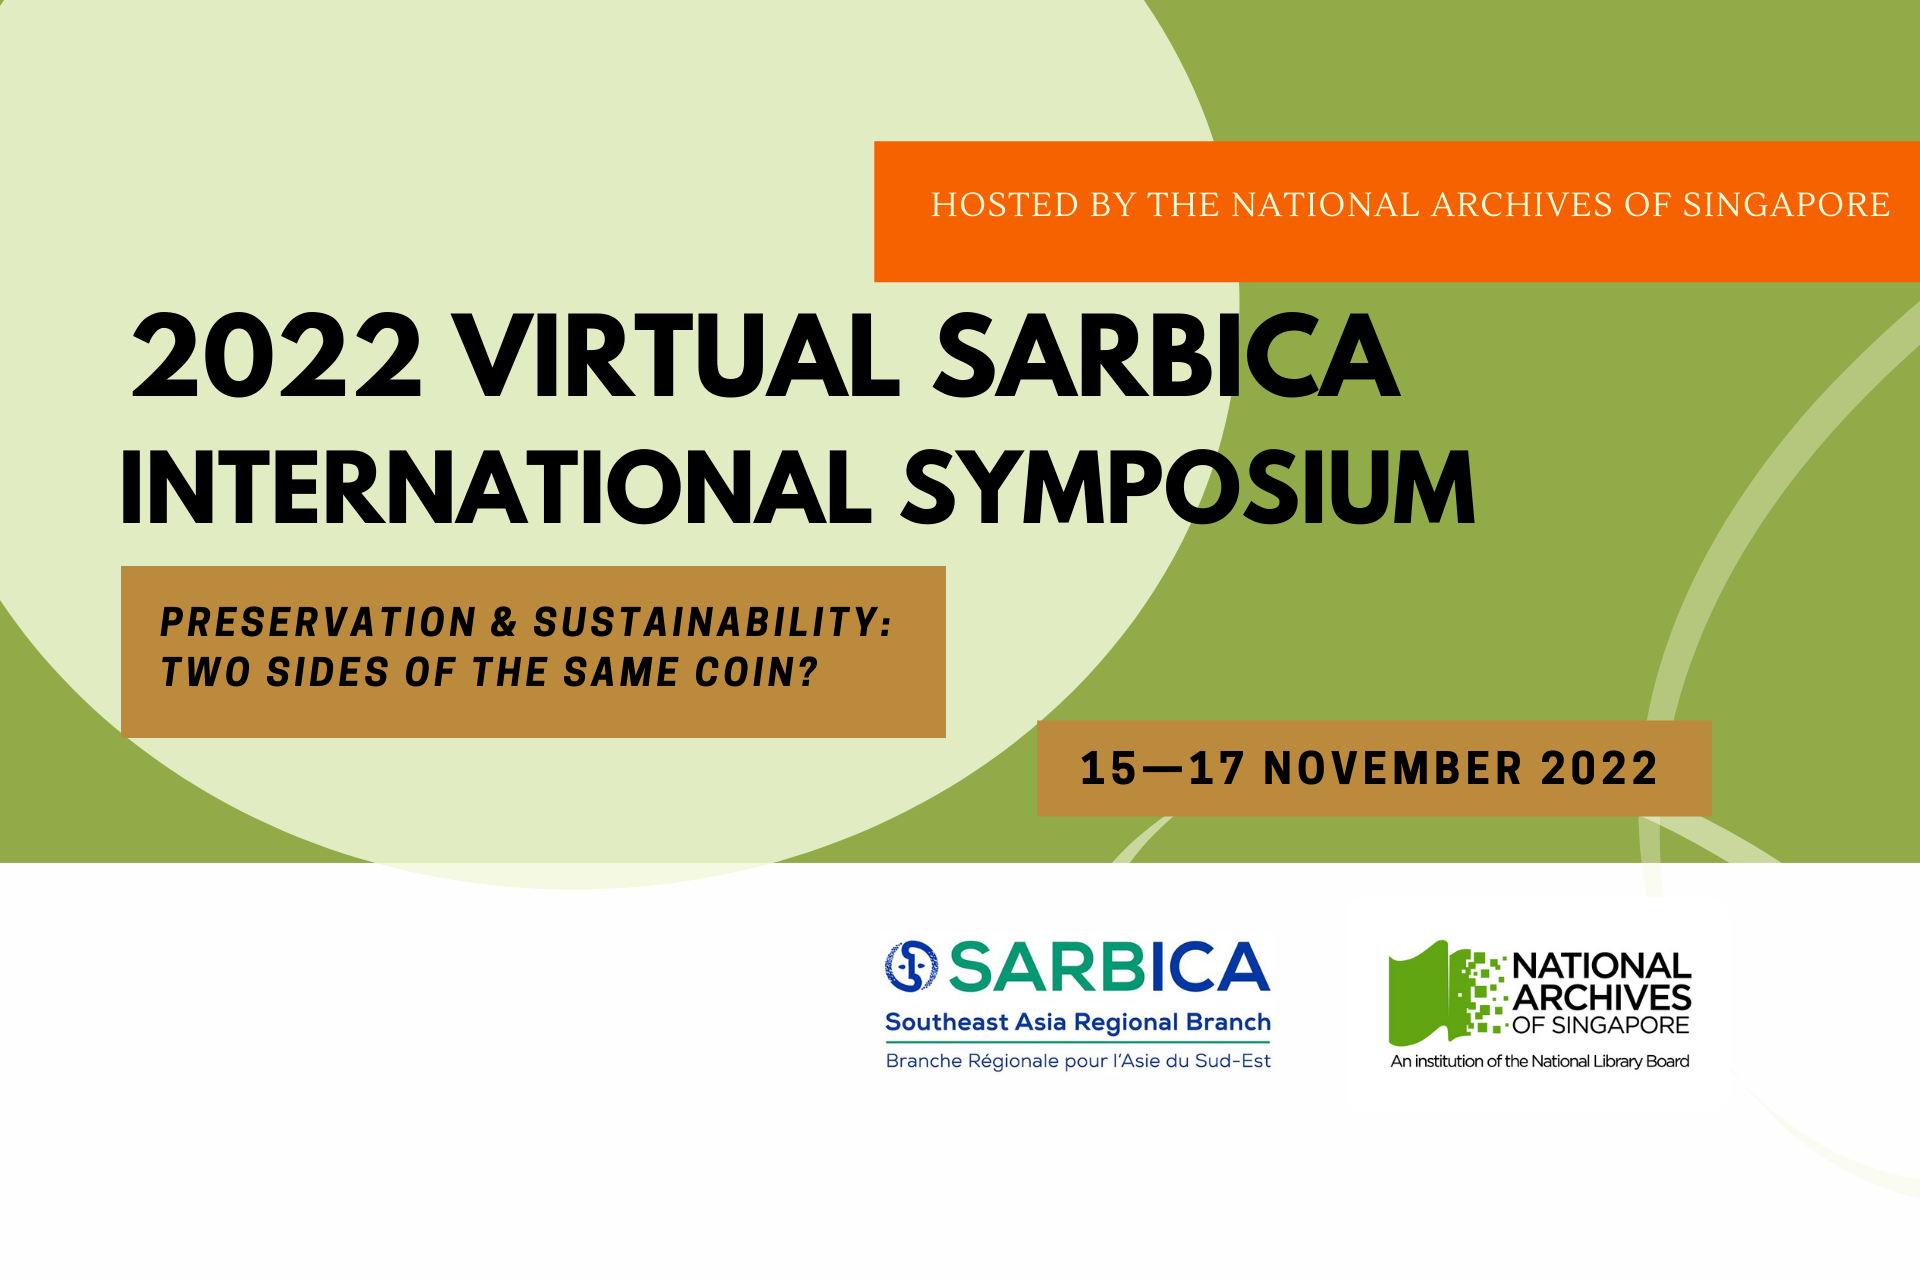 HOSTED BY THE NATIONAL ARCHIVES OF SINGAPORE
2022 VIRTUAL SARBICA
INTERNATIONAL SYMPOSIUM
PRESERVATION & SUSTAINABILITY:
TWO SIDES OF THE SAME COIN?
15—17 NOVEMBER 2022
SARBICA
Southeast Asia Regional Branch
Branche Régionale pour l'Asie du Sud-Est
NATIONAL
ARCHIVES
OF SINGAPORE
An institution of the National Library Board